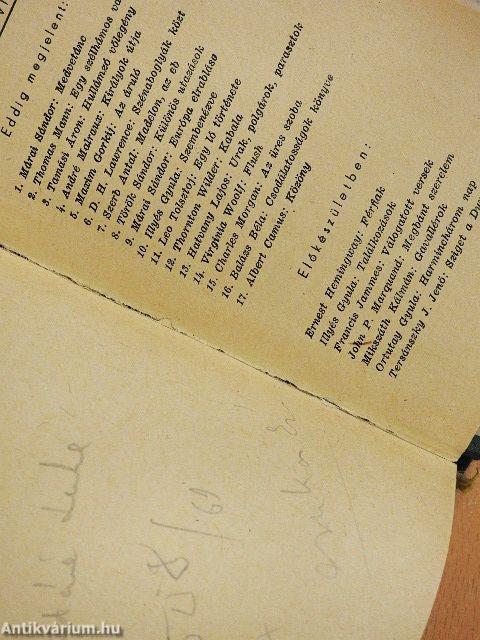 Eddig megjelent:
1. Márai Sándor: Medvetánc
2. Thomas Mann: Egy szélhámos va
3. Tamási Áron: Hullámzó vőlegény
4. André Malraux: Királyok útja
5. Maxim Gorkij: Az áruló
6. D. H. Lawrence: Szénaboglyák közt
7. Szerb Antal: Madelon, az eb
8. Török Sándor: Különös utazások
9. Márai Sándor: Európa elrablása
10. Illyés Gyula: Szembenézve
11. Leo Tolsztoj: Egy ló története
12. Thornton Wilder: Kabala
13. Hatvany Lajos: Urak, polgárok, parasztok
14. Virginia Woolf: Flush
15. Charles Morgan: Az üres szoba
16. Balázs Béla: Csodálatosságok könyve
17. Albert Camus: Közöny
Előkészületben:
Ernest Hemingway: Férfiak
Illyés Gyula: Találkozások
Francis Jammes: Válogatott versek
John P. Marquand: Megbánt szerelem
Mikszáth Kálmán: Gavallérok
Ortutay Gyula: Harminchárom nap
Tersánszky J. Jenő: Sziget a Du
Antikvárium.hu